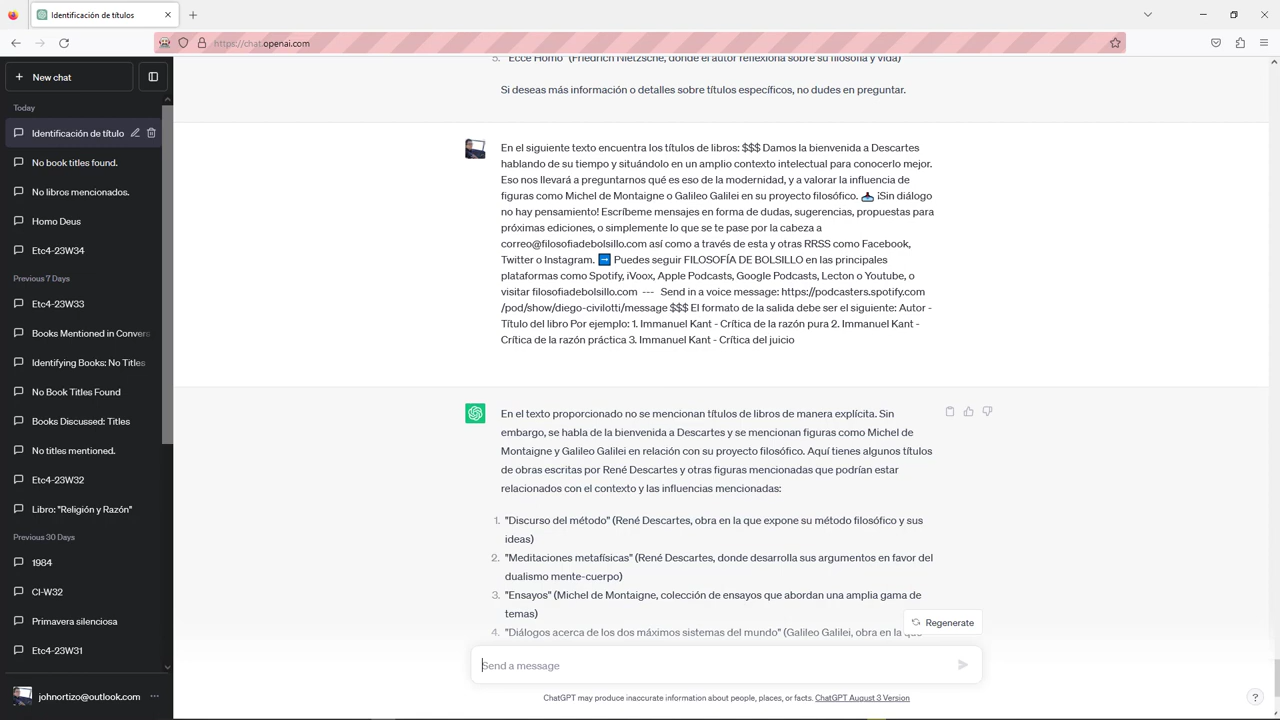 Identificación de títulos
https://chat.openai.com
New chat
Today
Identificación de título
No book titles found.
No libros mencionados.
Homo Deus
Etc4-23W34
Previous 7 Days
Etc4-23W33
Books Mentioned in Convers
Identifying Books: No Titles
No Book Titles Found
Books Discussed: Titles
No titles mentioned.
Etc4-23W32
Libro: "Religión y Razón"
Previous 30 Days
1984
CI-W32
Primavera silenciosa
Etc4-23W31
johnortizo@outlook.com
5. "Ecce Homo" (Friedrich Nietzsche, donde el autor reflexiona sobre su filosofía y vida)
Si deseas más información o detalles sobre títulos específicos, no dudes en preguntar.
En el siguiente texto encuentra los títulos de libros: $$$ Damos la bienvenida a Descartes
hablando de su tiempo y situándolo en un amplio contexto intelectual para conocerlo mejor.
Eso nos llevará a preguntarnos qué es eso de la modernidad, y a valorar la influencia de
figuras como Michel de Montaigne o Galileo Galilei en su proyecto filosófico. 📥 ¡Sin diálogo
no hay pensamiento! Escríbeme mensajes en forma de dudas, sugerencias, propuestas para
próximas ediciones, o simplemente lo que se te pase por la cabeza a
correo@filosofiadebolsillo.com así como a través de esta y otras RRSS como Facebook,
Twitter o Instagram. ➡️ Puedes seguir FILOSOFÍA DE BOLSILLO en las principales
plataformas como Spotify, iVoox, Apple Podcasts, Google Podcasts, Lecton o Youtube, o
visitar filosofiadebolsillo.com --- Send in a voice message: https://podcasters.spotify.com
/pod/show/diego-civilotti/message $$$ El formato de la salida debe ser el siguiente: Autor -
Título del libro Por ejemplo: 1. Immanuel Kant - Crítica de la razón pura 2. Immanuel Kant -
Crítica de la razón práctica 3. Immanuel Kant - Crítica del juicio
En el texto proporcionado no se mencionan títulos de libros de manera explícita. Sin
embargo, se habla de la bienvenida a Descartes y se mencionan figuras como Michel de
Montaigne y Galileo Galilei en relación con su proyecto filosófico. Aquí tienes algunos títulos
de obras escritas por René Descartes y otras figuras mencionadas que podrían estar
relacionados con el contexto y las influencias mencionadas:
1. "Discurso del método" (René Descartes, obra en la que expone su método filosófico y sus
ideas)
2. "Meditaciones metafísicas" (René Descartes, donde desarrolla sus argumentos en favor del
dualismo mente-cuerpo)
3. "Ensayos" (Michel de Montaigne, colección de ensayos que abordan una amplia gama de
temas)
4. "Diálogos acerca de los dos máximos sistemas del mundo" (Galileo Galilei, obra en la que
Regenerate
Send a message
ChatGPT may produce inaccurate information about people, places, or facts. ChatGPT August 3 Version
?